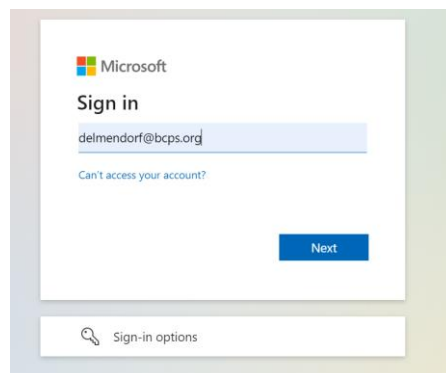 Microsoft
Sign in
delmendorf@bcps.org
Can't access your account?
Next
Sign-in options